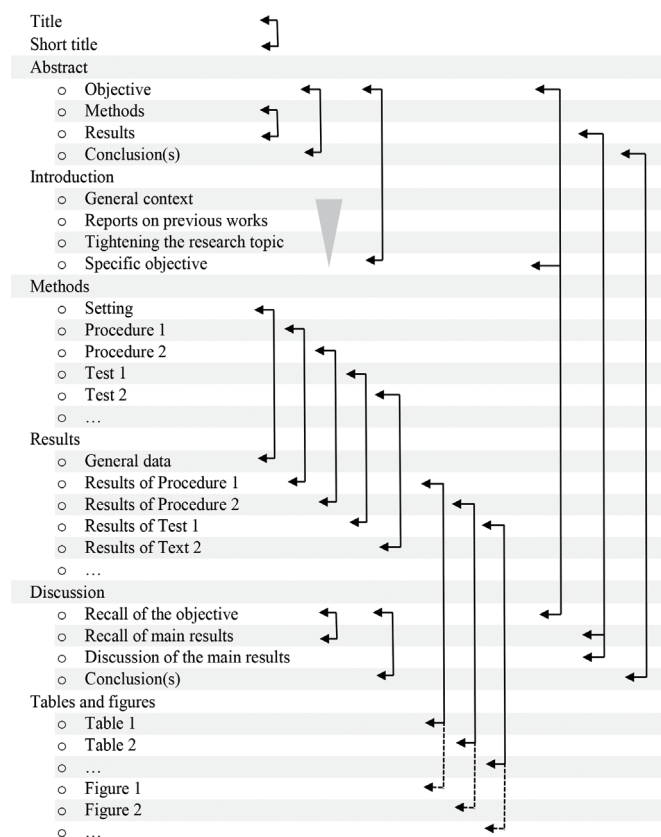 Title
Short title
Abstract
o Objective
o Methods
o Results
o Conclusion(s)
Introduction
o General context
o Reports on previous works
o Tightening the research topic
o Specific objective
Methods
o Setting
o Procedure 1
o Procedure 2
o Test 1
o Test 2
o …
Results
o General data
o Results of Procedure 1
o Results of Procedure 2
o Results of Test 1
o Results of Text 2
o …
Discussion
o Recall of the objective
o Recall of main results
o Discussion of the main results
o Conclusion(s)
Tables and figures
o Table 1
o Table 2
o …
o Figure 1
o Figure 2
o …